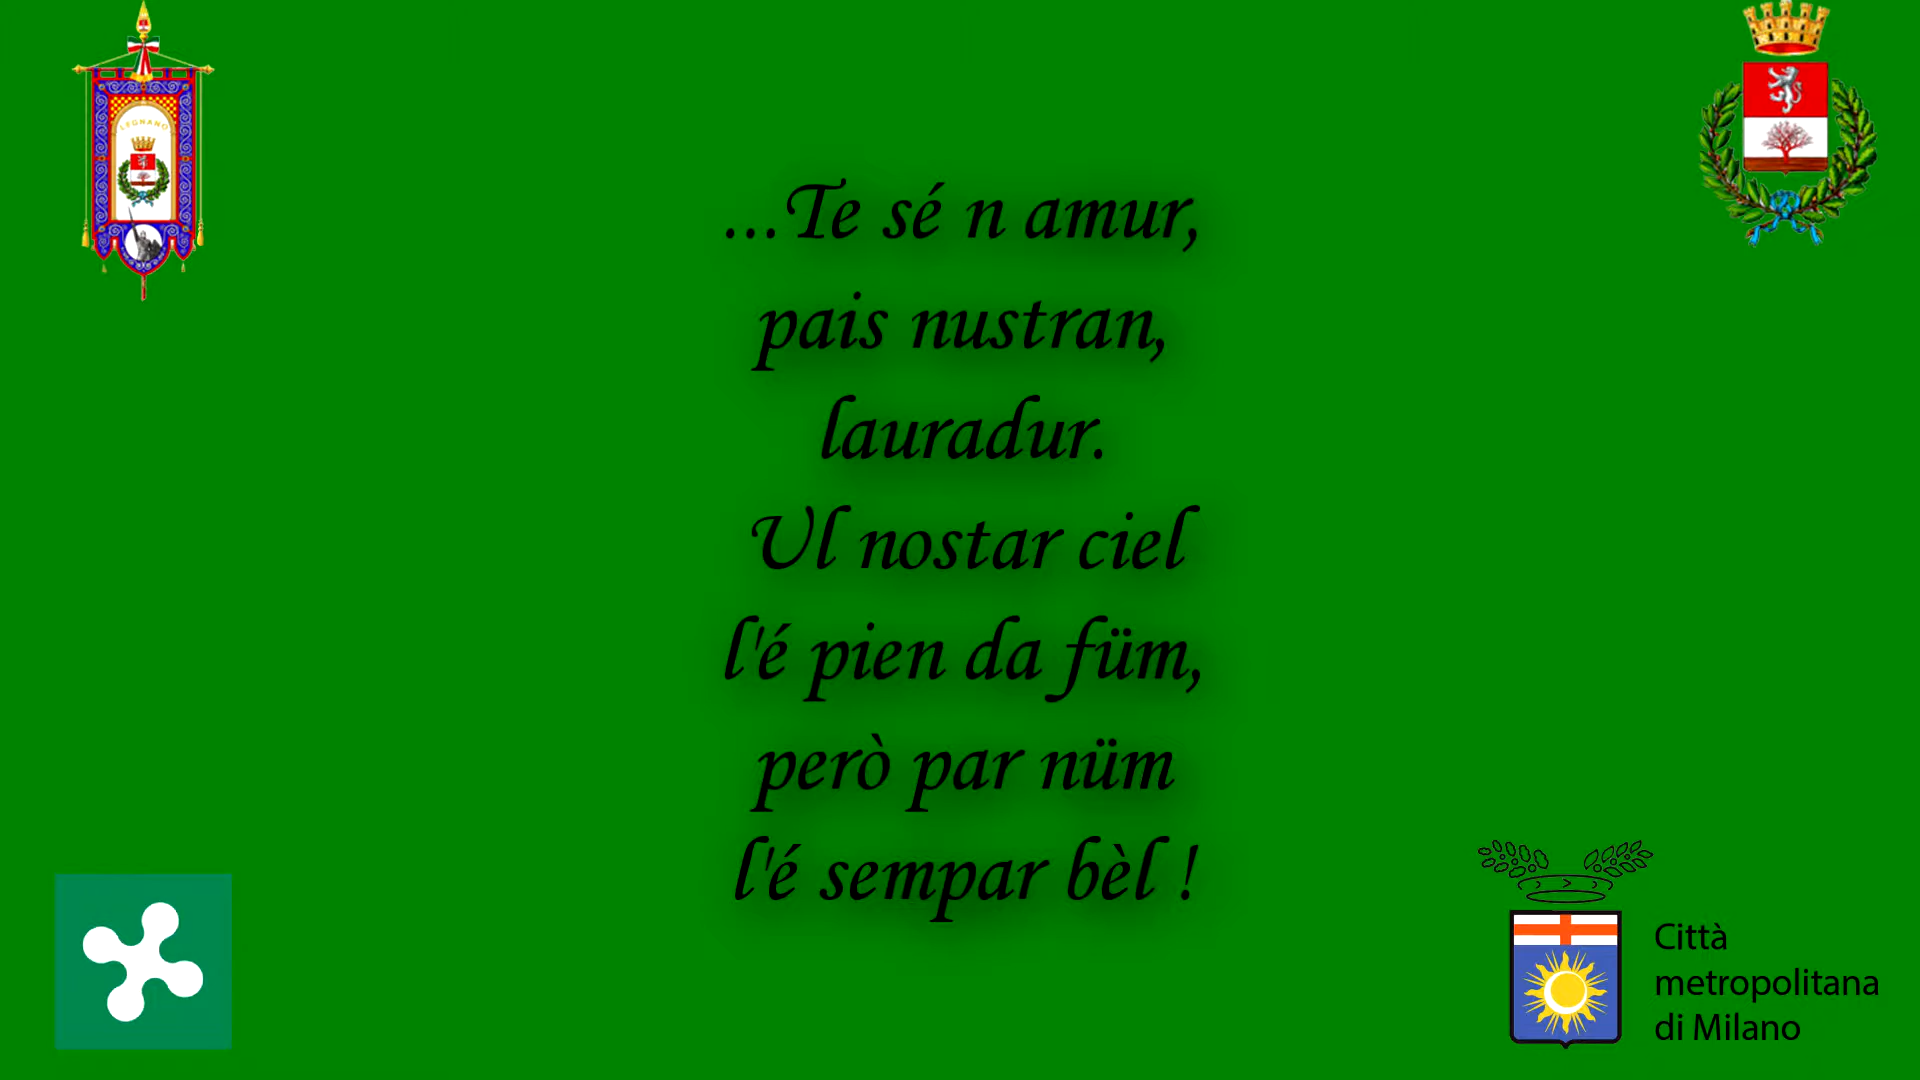 LEGNANO
...Te sé n amur,
pais nustran,
lauradur.
Ul nostar ciel
l'é pien da füm,
però par nüm
l'é sempar bèl !
Città
metropolitana
di Milano